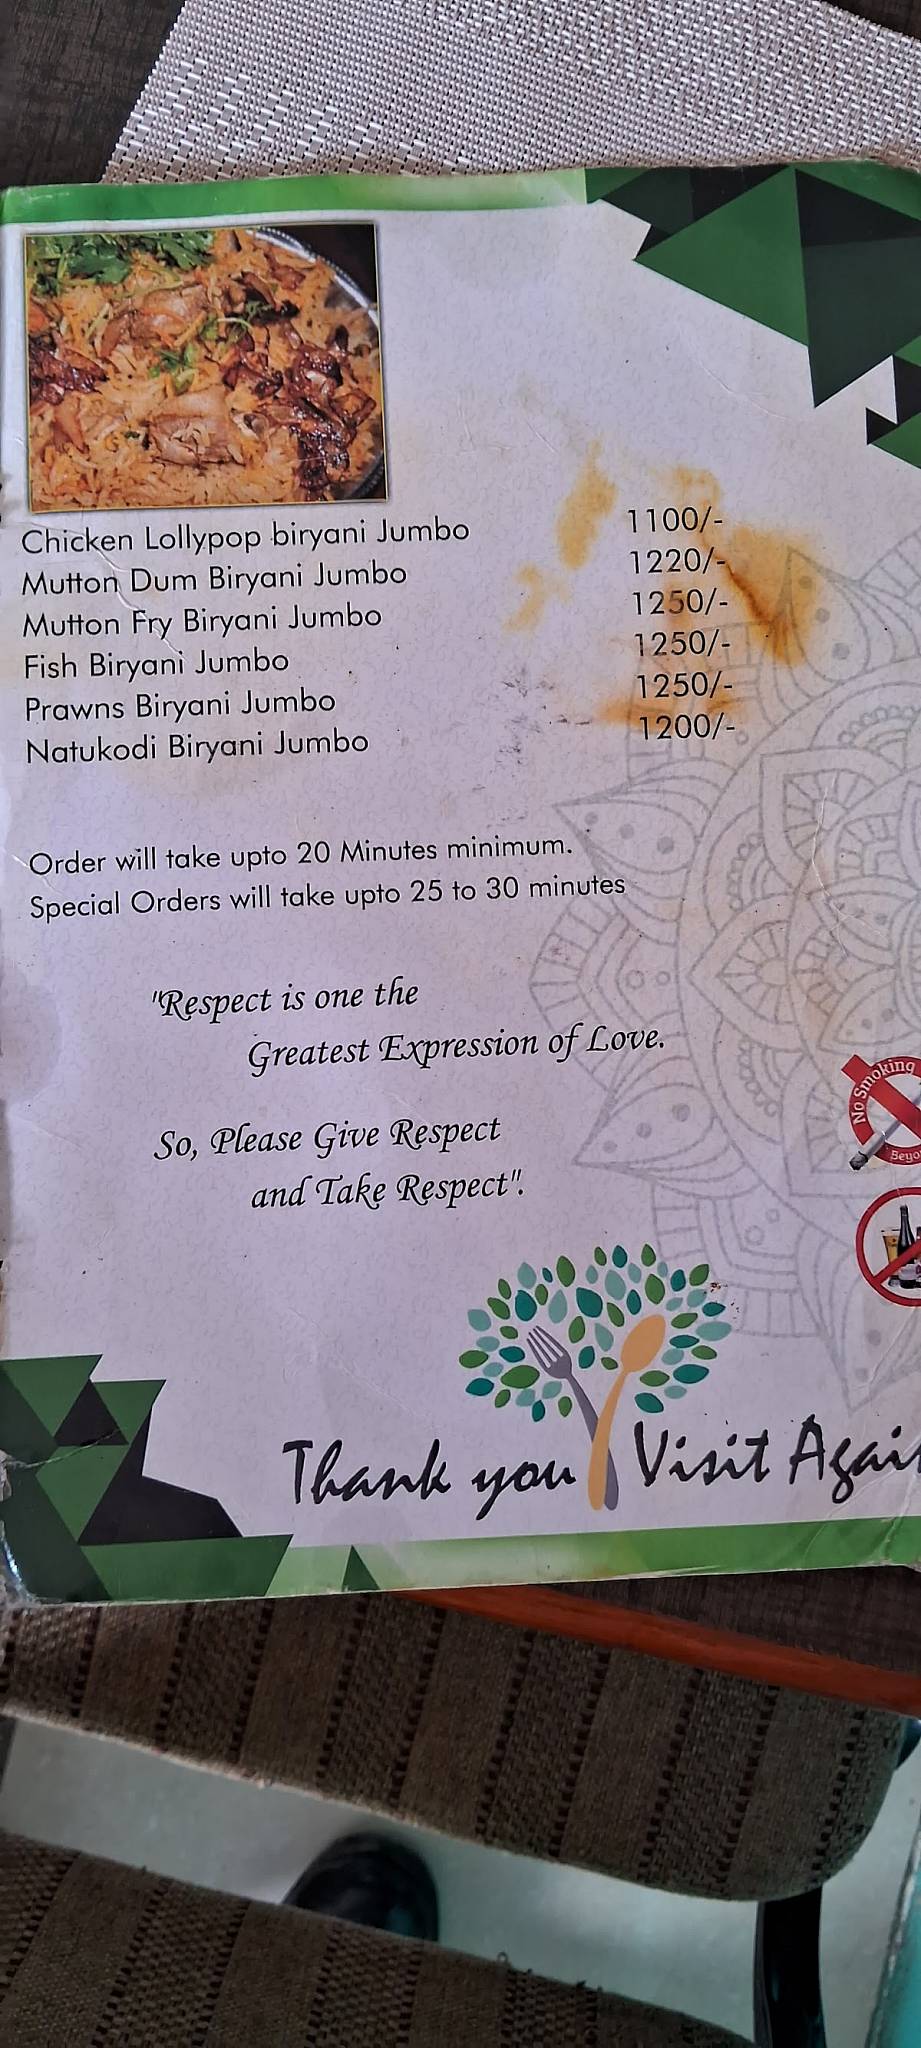 Chicken Lollypop biryani Jumbo 1100/-
Mutton Dum Biryani Jumbo 1220/-
Mutton Fry Biryani Jumbo 1250/-
Fish Biryani Jumbo 1250/-
Prawns Biryani Jumbo 1250/-
Natukodi Biryani Jumbo 1200/-
Order will take upto 20 Minutes minimum.
Special Orders will take upto 25 to 30 minutes
"Respect is one the
Greatest Expression of Love.
So, Please Give Respect
and Take Respect".
No Smoking
Thank you Visit